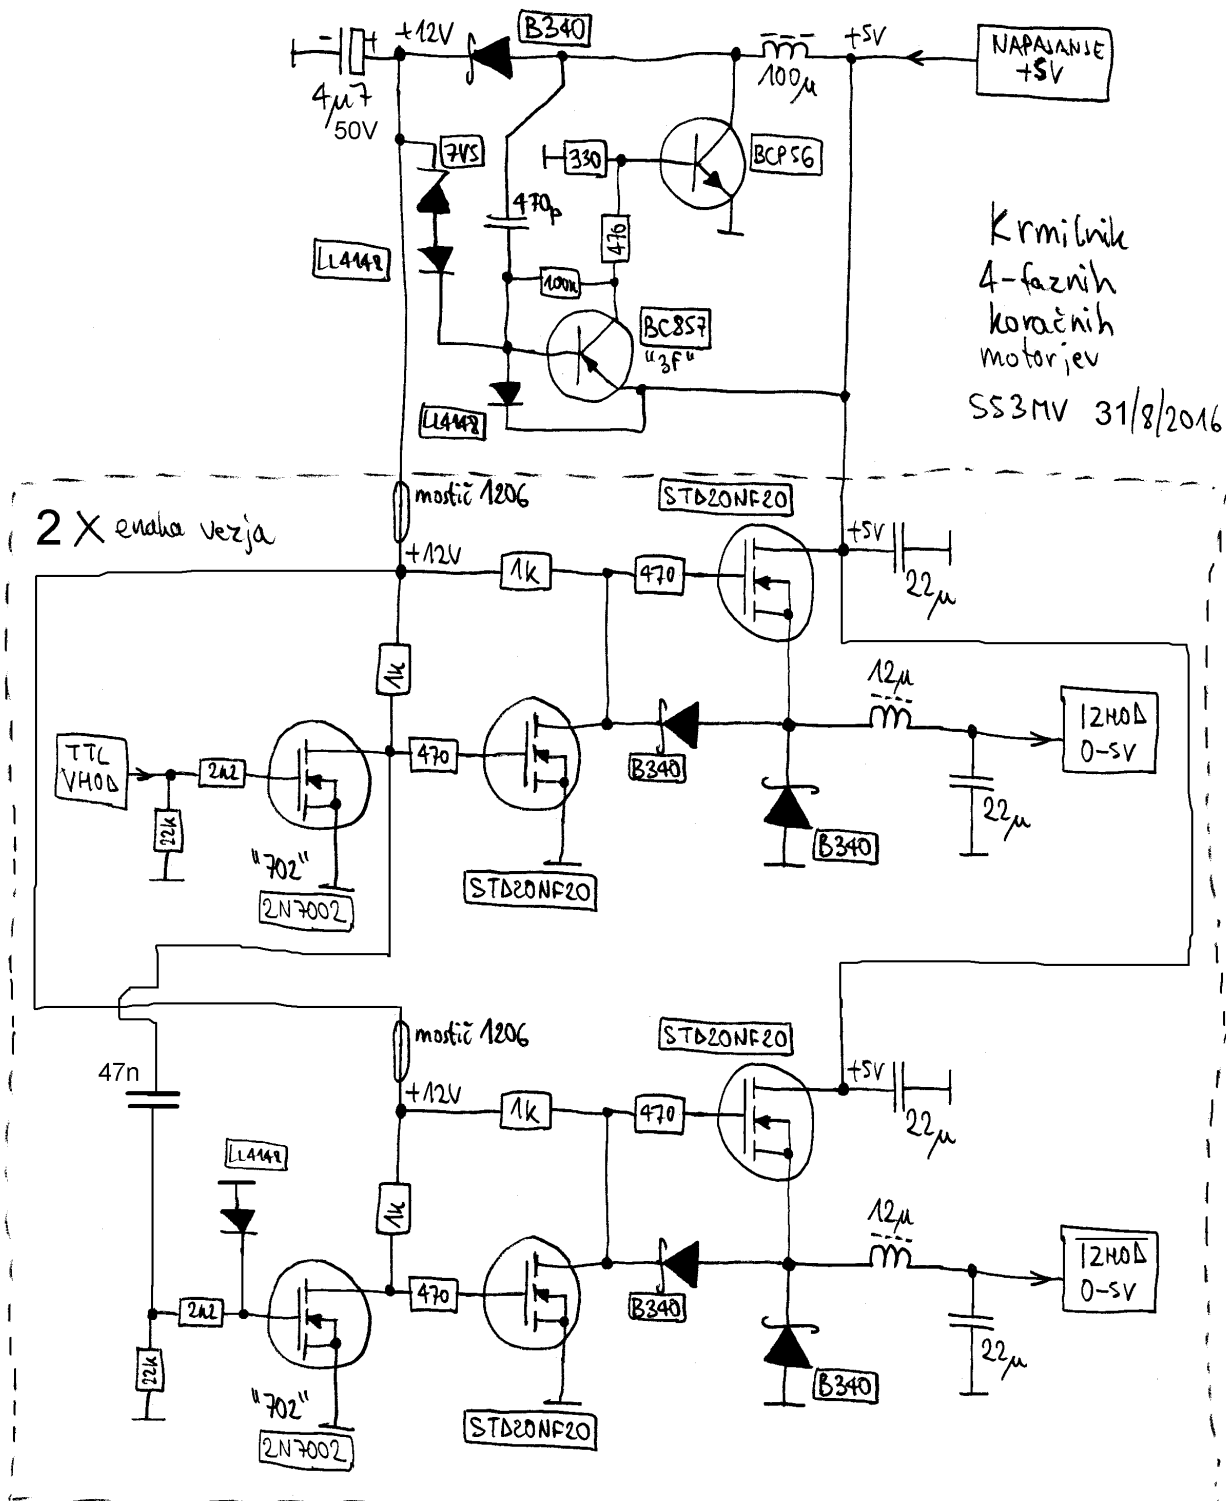 B340
+12V
+5V
NAPAJANJE
+5V
100µ
4µ7
50V
7V5
330
BCP56
470p
470
LL4148
100k
BC857
"3F"
LL4148
Krmilnik
4-faznih
koračnih
motorjev
S53MV 31/8/2016
mostič 1206
STD20NF20
2 X enaka vezja
+5V
+12V
1k
470
22µ
1k
12µ
IZHOD
0-5V
TTL
VHOD
2k2
470
B340
22µ
22k
B340
"702"
STD20NF20
2N7002
mostič 1206
STD20NF20
47n
+5V
+12V
1k
470
22µ
LL4148
1k
12µ
IZHOD
0-5V
2k2
470
B340
22µ
22k
B340
"702"
STD20NF20
2N7002